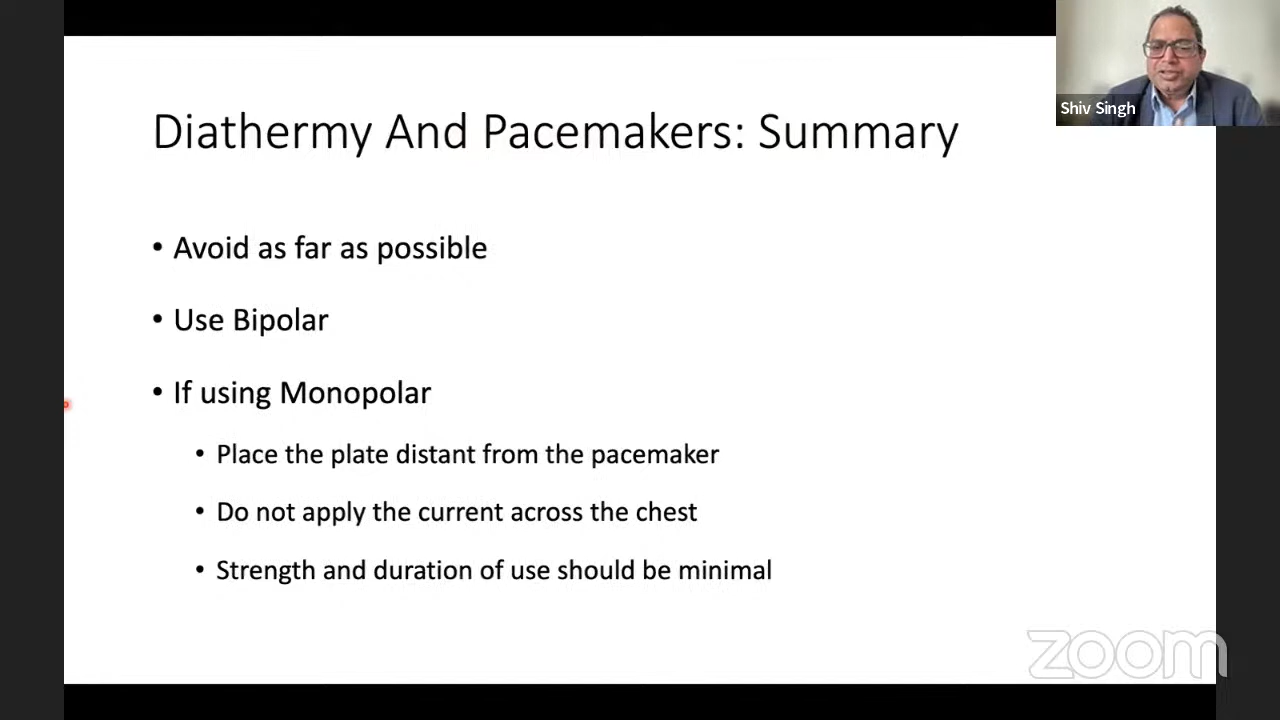 Shiv Singh
Diathermy And Pacemakers: Summary
• Avoid as far as possible
• Use Bipolar
• If using Monopolar
• Place the plate distant from the pacemaker
• Do not apply the current across the chest
• Strength and duration of use should be minimal
zoom